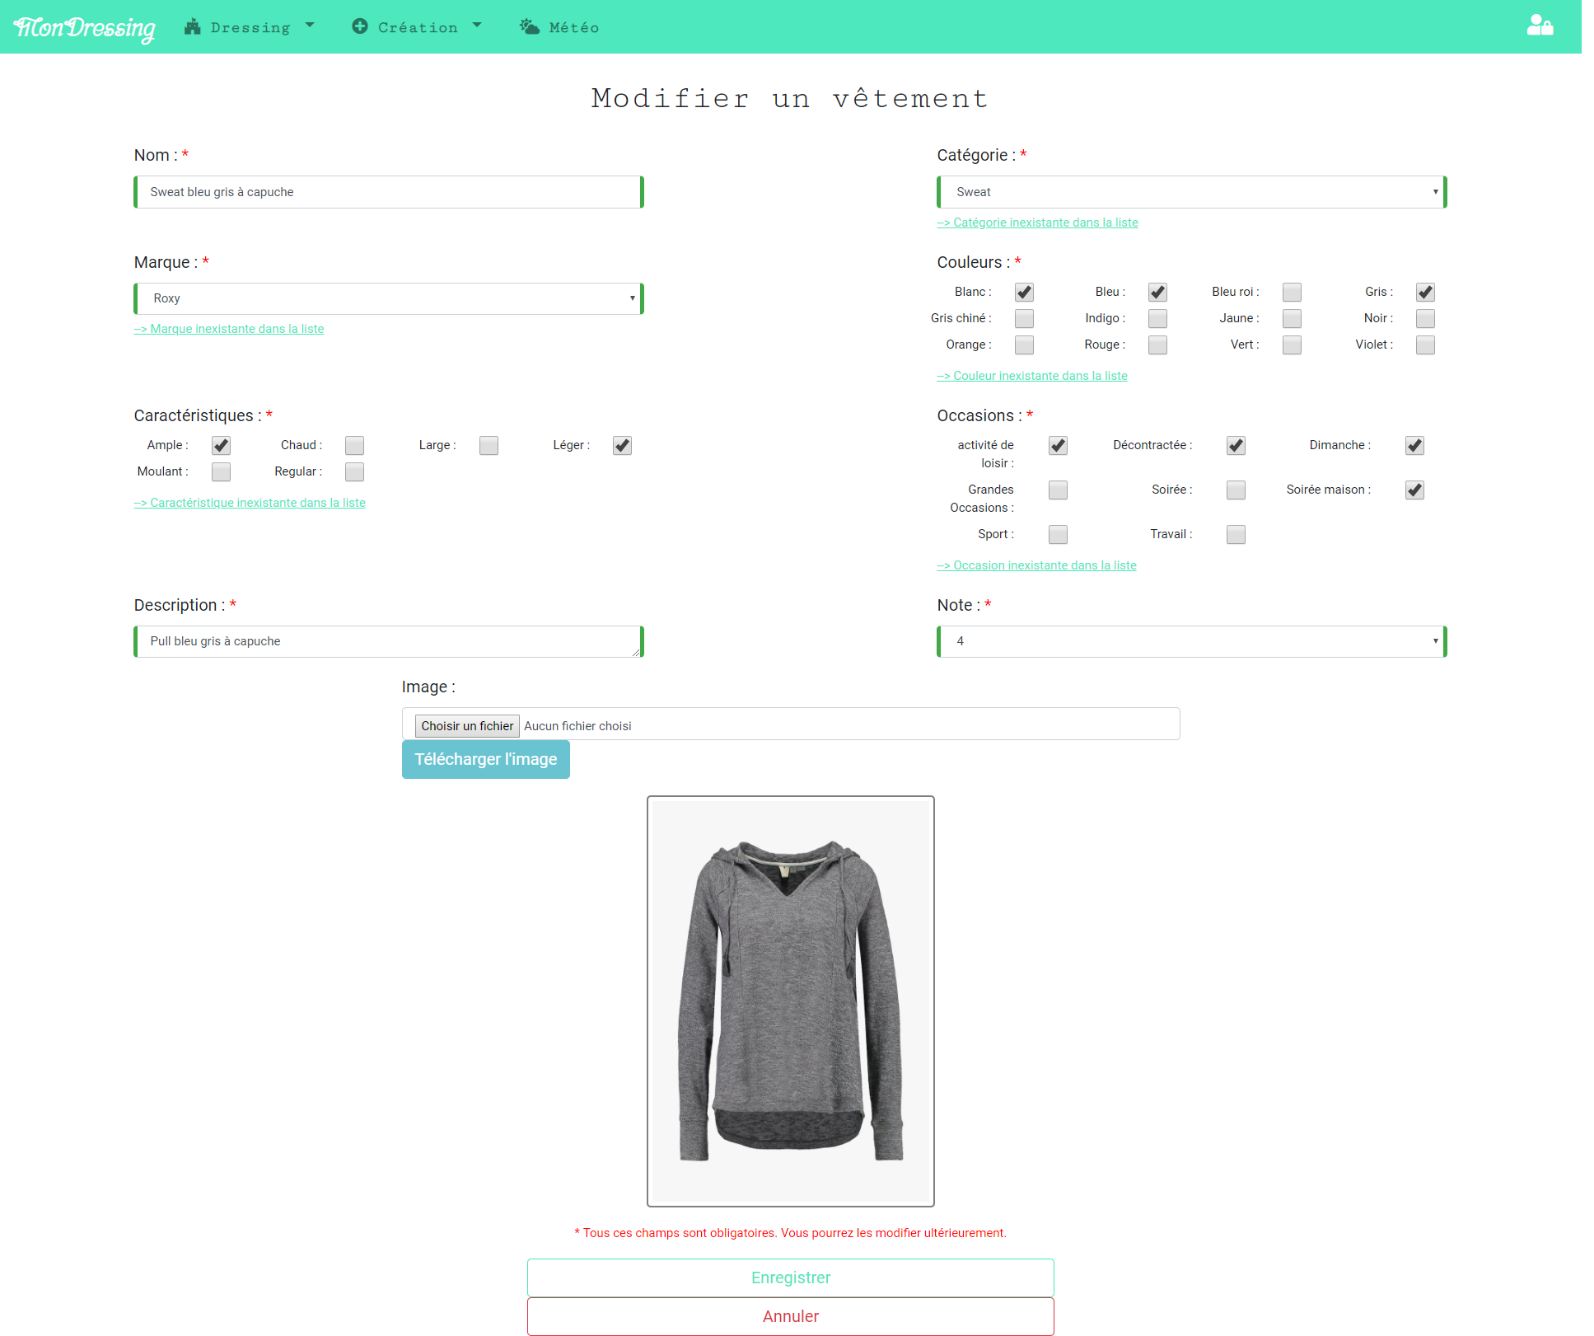 MonDressing Dressing Création Météo
Modifier un vêtement
Nom : *
Sweat bleu gris à capuche
Catégorie : *
Sweat
--> Catégorie inexistante dans la liste
Marque : *
Roxy
--> Marque inexistante dans la liste
Couleurs : *
Blanc : Bleu : Bleu roi : Gris :
Gris chiné : Indigo : Jaune : Noir :
Orange : Rouge : Vert : Violet :
--> Couleur inexistante dans la liste
Caractéristiques : *
Ample : Chaud : Large : Léger :
Moulant : Regular :
--> Caractéristique inexistante dans la liste
Occasions : *
activité de loisir : Décontractée : Dimanche :
Grandes Occasions : Soirée : Soirée maison :
Sport : Travail :
--> Occasion inexistante dans la liste
Description : *
Pull bleu gris à capuche
Note : *
4
Image :
Choisir un fichier Aucun fichier choisi
Télécharger l'image
* Tous ces champs sont obligatoires. Vous pourrez les modifier ultérieurement.
Enregistrer
Annuler